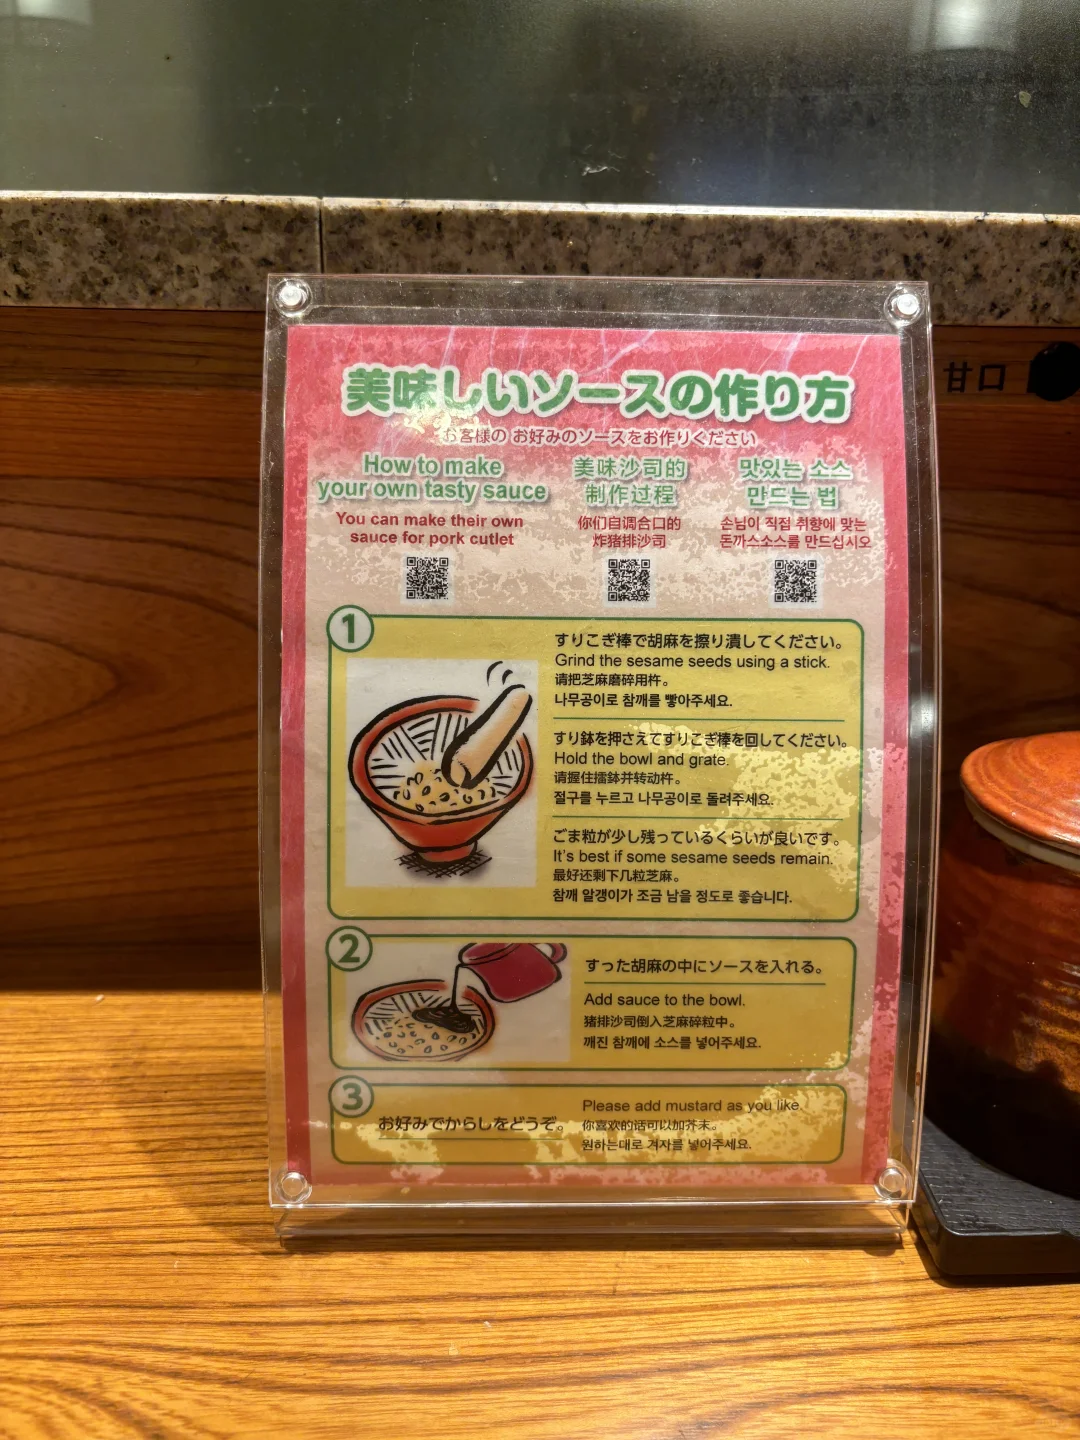 甘口
美味しいソースの作り方
お客様の お好みのソースをお作りください
How to make
your own tasty sauce
You can make their own
sauce for pork cutlet
美味沙司的
制作过程
你们自调合口的
炸猪排沙司
맛있는 소스
만드는 법
손님이 직접 취향에 맞는
돈까스소스를 만드십시오
1
すりこぎ棒で胡麻を擦り潰してください。
Grind the sesame seeds using a stick.
请把芝麻磨碎用杵。
나무공이로 참깨를 빻아주세요.
すり鉢を押さえてすりこぎ棒を回してください。
Hold the bowl and grate.
请握住擂鉢并转动杵。
절구를 누르고 나무공이로 돌려주세요.
ごま粒が少し残っているくらいが良いです。
It's best if some sesame seeds remain.
最好还剩下几粒芝麻。
참깨 알갱이가 조금 남을 정도로 좋습니다.
2
すった胡麻の中にソースを入れる。
Add sauce to the bowl.
猪排沙司倒入芝麻碎粒中。
깨진 참깨에 소스를 넣어주세요.
3
お好みでからしをどうぞ。
Please add mustard as you like.
你喜欢的话可以加芥末。
원하는대로 겨자를 넣어주세요.